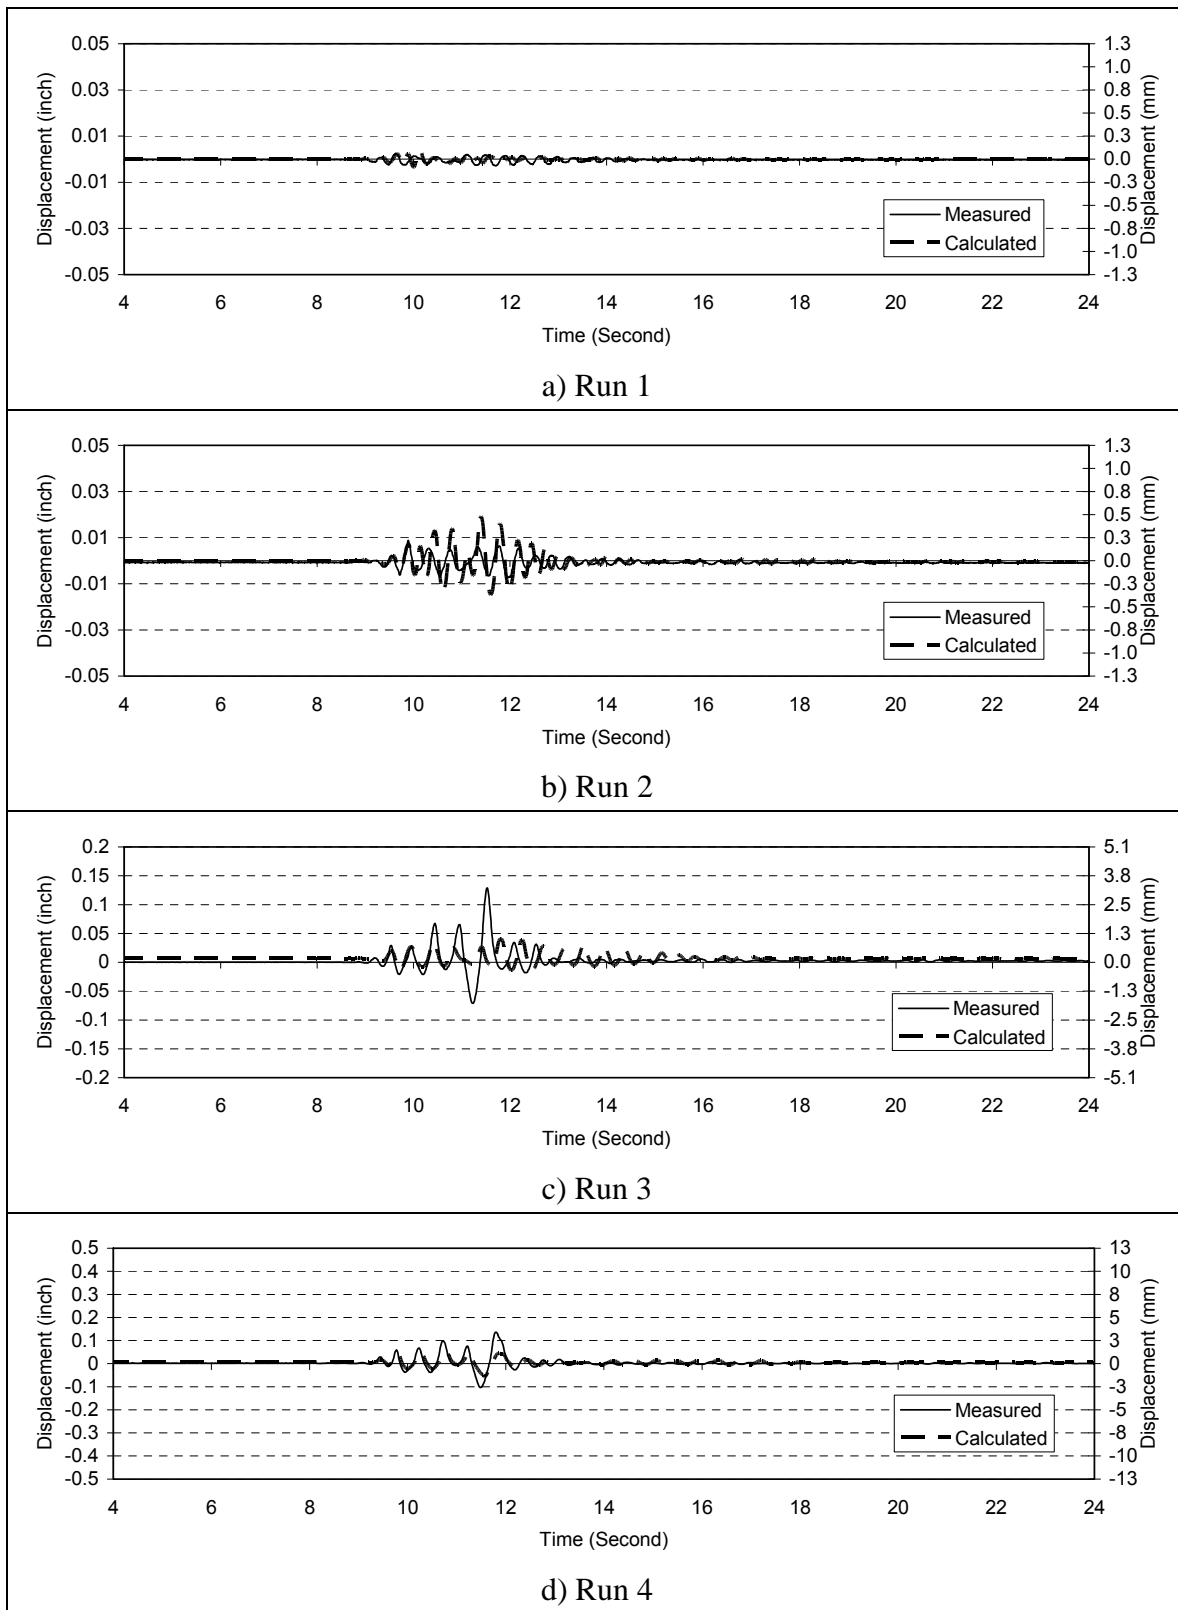 0.05
0.03
0.01
-0.01
-0.03
-0.05
Displacement (inch)
1.3
1.0
0.8
0.5
0.3
0.0
-0.3
-0.5
-0.8
-1.0
-1.3
Displacement (mm)
Measured
Calculated
4 6 8 10 12 14 16 18 20 22 24
Time (Second)
a) Run 1
0.05
0.03
0.01
-0.01
-0.03
-0.05
Displacement (inch)
1.3
1.0
0.8
0.5
0.3
0.0
-0.3
-0.5
-0.8
-1.0
-1.3
Displacement (mm)
Measured
Calculated
4 6 8 10 12 14 16 18 20 22 24
Time (Second)
b) Run 2
0.2
0.15
0.1
0.05
0
-0.05
-0.1
-0.15
-0.2
Displacement (inch)
5.1
3.8
2.5
1.3
0.0
-1.3
-2.5
-3.8
-5.1
Displacement (mm)
Measured
Calculated
4 6 8 10 12 14 16 18 20 22 24
Time (Second)
c) Run 3
0.5
0.4
0.3
0.2
0.1
0
-0.1
-0.2
-0.3
-0.4
-0.5
Displacement (inch)
13
10
8
5
3
0
-3
-5
-8
-10
-13
Displacement (mm)
Measured
Calculated
4 6 8 10 12 14 16 18 20 22 24
Time (Second)
d) Run 4